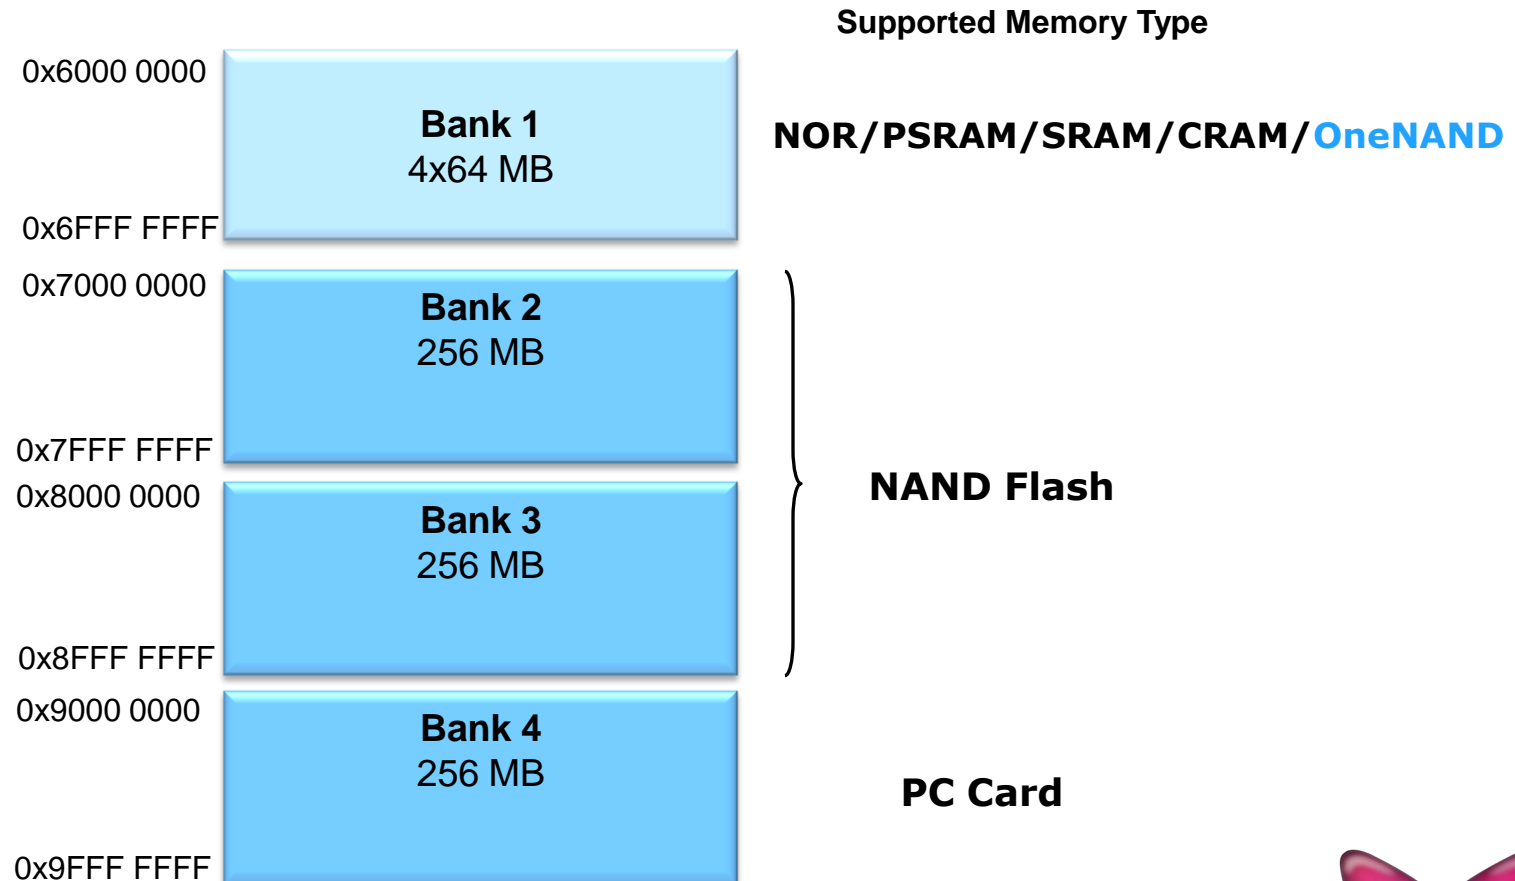 Supported Memory Type
0x6000 0000
Bank 1
4x64 MB
NOR/PSRAM/SRAM/CRAM/OneNAND
0x6FFF FFFF
0x7000 0000
Bank 2
256 MB
0x7FFF FFFF
0x8000 0000
NAND Flash
Bank 3
256 MB
0x8FFF FFFF
0x9000 0000
Bank 4
256 MB
PC Card
0x9FFF FFFF